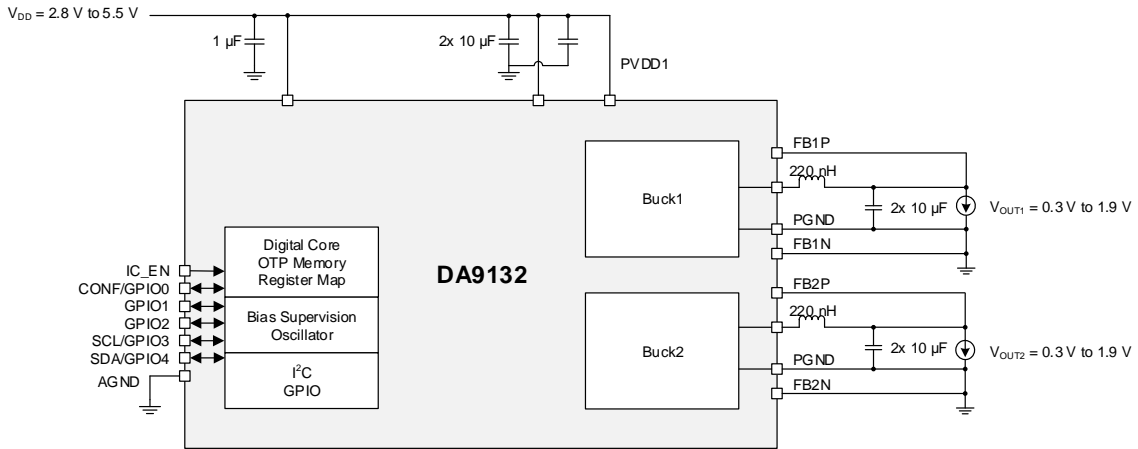 V_DD = 2.8 V to 5.5 V
1 µF
2x 10 µF
PVDD1
FB1P
220 nH
Buck1
2x 10 µF
V_OUT1 = 0.3 V to 1.9 V
PGND
FB1N
Digital Core
OTP Memory
Register Map
DA9132
IC_EN
CONF/GPIO0
GPIO1
GPIO2
SCL/GPIO3
SDA/GPIO4
AGND
Bias Supervision
Oscillator
I²C
GPIO
FB2P
220 nH
Buck2
2x 10 µF
V_OUT2 = 0.3 V to 1.9 V
PGND
FB2N